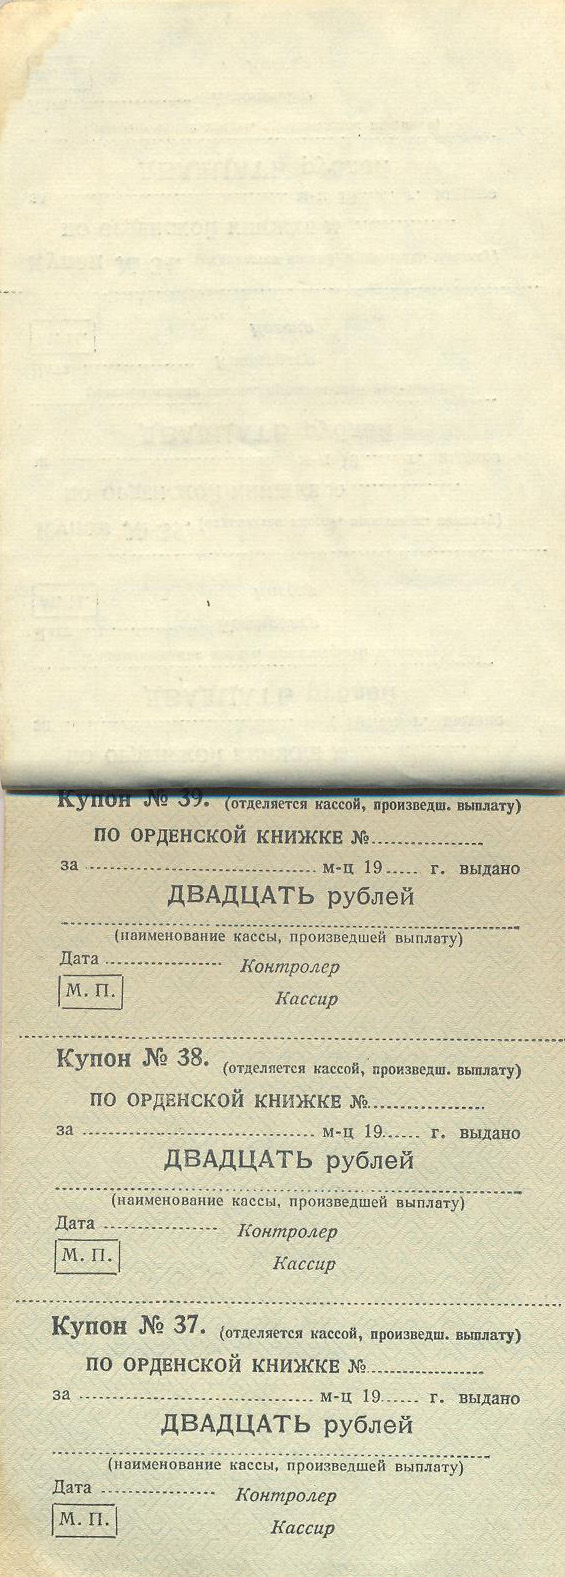 Купон № 39. (отделяется кассой, произведш. выплату)
ПО ОРДЕНСКОЙ КНИЖКЕ №..................
за ........................................ м-ц 19..... г. выдано
ДВАДЦАТЬ рублей
(наименование кассы, произведшей выплату)
Дата ........................ Контролер
М. П. Кассир
Купон № 38. (отделяется кассой, произведш. выплату)
ПО ОРДЕНСКОЙ КНИЖКЕ №..................
за ........................................ м-ц 19...... г. выдано
ДВАДЦАТЬ рублей
(наименование кассы, произведшей выплату)
Дата ........................ Контролер
М. П. Кассир
Купон № 37. (отделяется кассой, произведш. выплату)
ПО ОРДЕНСКОЙ КНИЖКЕ №..................
за ........................................ м-ц 19...... г. выдано
ДВАДЦАТЬ рублей
(наименование кассы, произведшей выплату)
Дата ........................ Контролер
М. П. Кассир